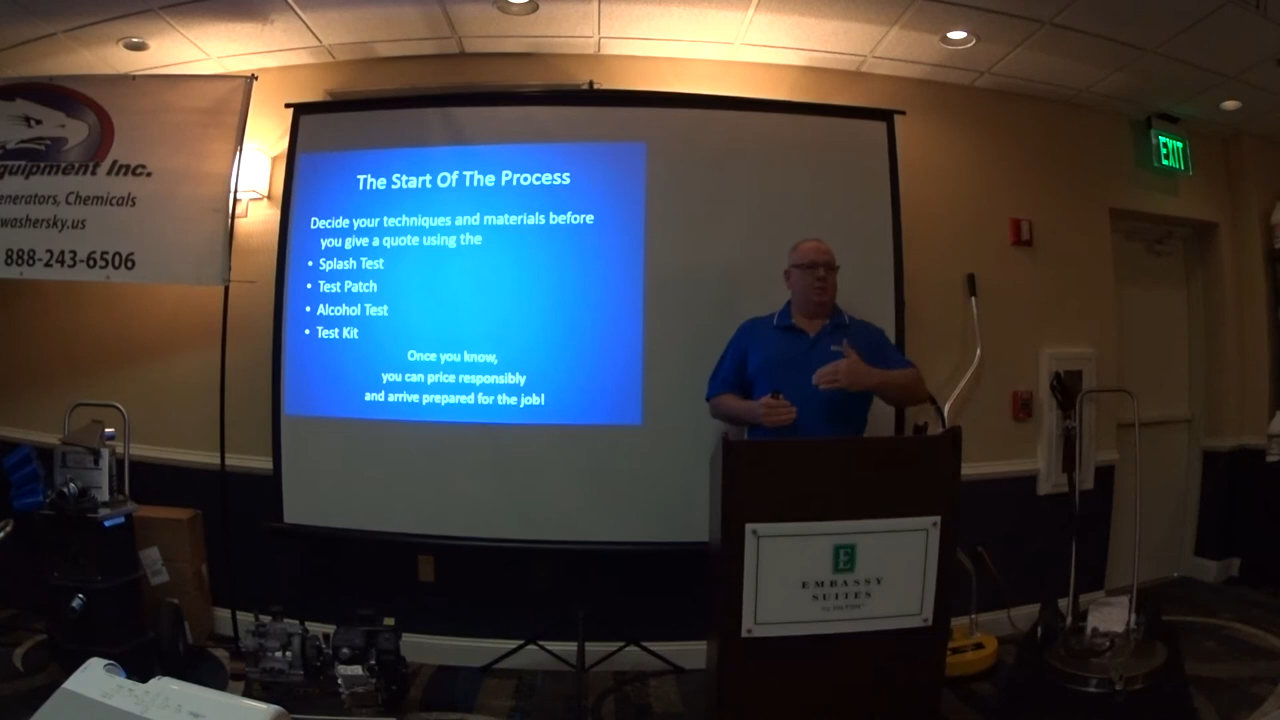 quipment Inc.
enerators, Chemicals
washersky.us
888-243-6506
The Start Of The Process
Decide your techniques and materials before
you give a quote using the
• Splash Test
• Test Patch
• Alcohol Test
• Test Kit
Once you know,
you can price responsibly
and arrive prepared for the job!
EXIT
E
EMBASSY
SUITES